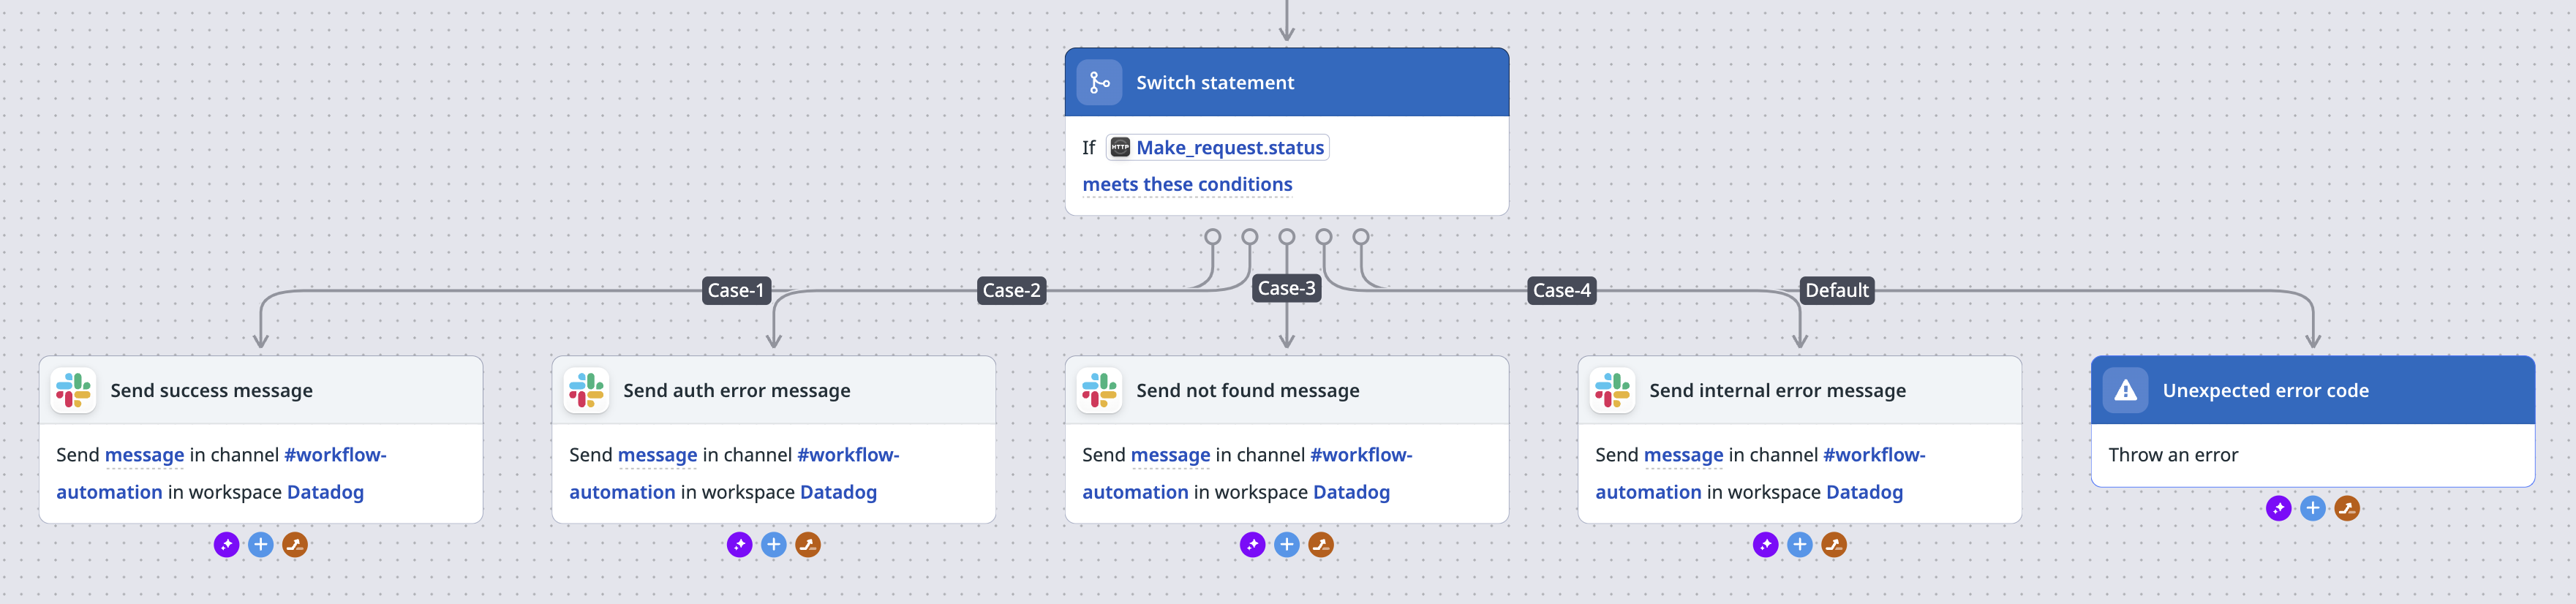 Switch statement
If HTTP Make_request.status
meets these conditions
Case-1
Case-2
Case-3
Case-4
Default
Send success message
Send message in channel #workflow-
automation in workspace Datadog
Send auth error message
Send message in channel #workflow-
automation in workspace Datadog
Send not found message
Send message in channel #workflow-
automation in workspace Datadog
Send internal error message
Send message in channel #workflow-
automation in workspace Datadog
Unexpected error code
Throw an error